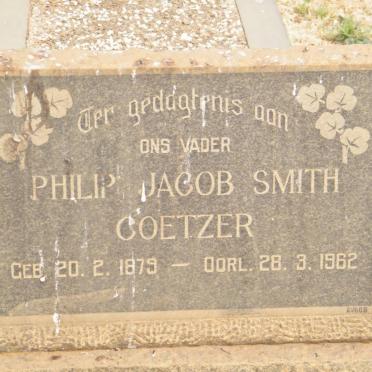 Ter gedagtenis aan
ONS VADER
PHILIP JACOB SMITH
COETZER
GEB. 20. 2. 1879 — OORL. 28. 3. 1962